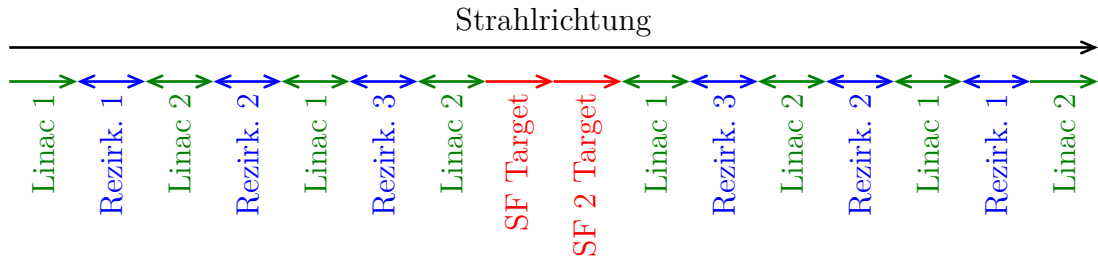 Strahlrichtung
Linac 1
Rezirk. 1
Linac 2
Rezirk. 2
Linac 1
Rezirk. 3
Linac 2
SF Target
SF 2 Target
Linac 1
Rezirk. 3
Linac 2
Rezirk. 2
Linac 1
Rezirk. 1
Linac 2